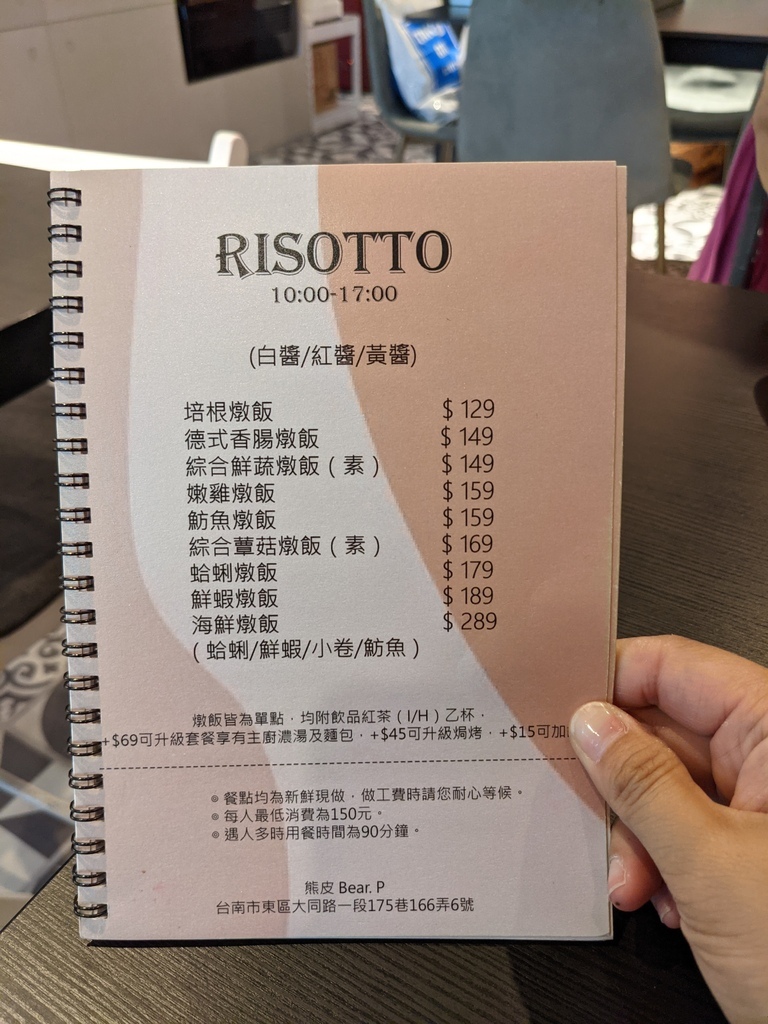 RISOTTO
10:00-17:00
(白醬/紅醬/黃醬)
培根燉飯 $ 129
德式香腸燉飯 $ 149
綜合鮮蔬燉飯（素） $ 149
嫩雞燉飯 $ 159
魴魚燉飯 $ 159
綜合蕈菇燉飯（素） $ 169
蛤蜊燉飯 $ 179
鮮蝦燉飯 $ 189
海鮮燉飯 $ 289
（蛤蜊/鮮蝦/小卷/魴魚）
燉飯皆為單點，均附飲品紅茶（I/H）乙杯，
+$69可升級套餐享有主廚濃湯及麵包，+$45可升級焗烤，+$15可加
◎ 餐點均為新鮮現做，做工費時請您耐心等候。
◎ 每人最低消費為150元。
◎ 遇人多時用餐時間為90分鐘。
熊皮 Bear. P
台南市東區大同路一段175巷166弄6號